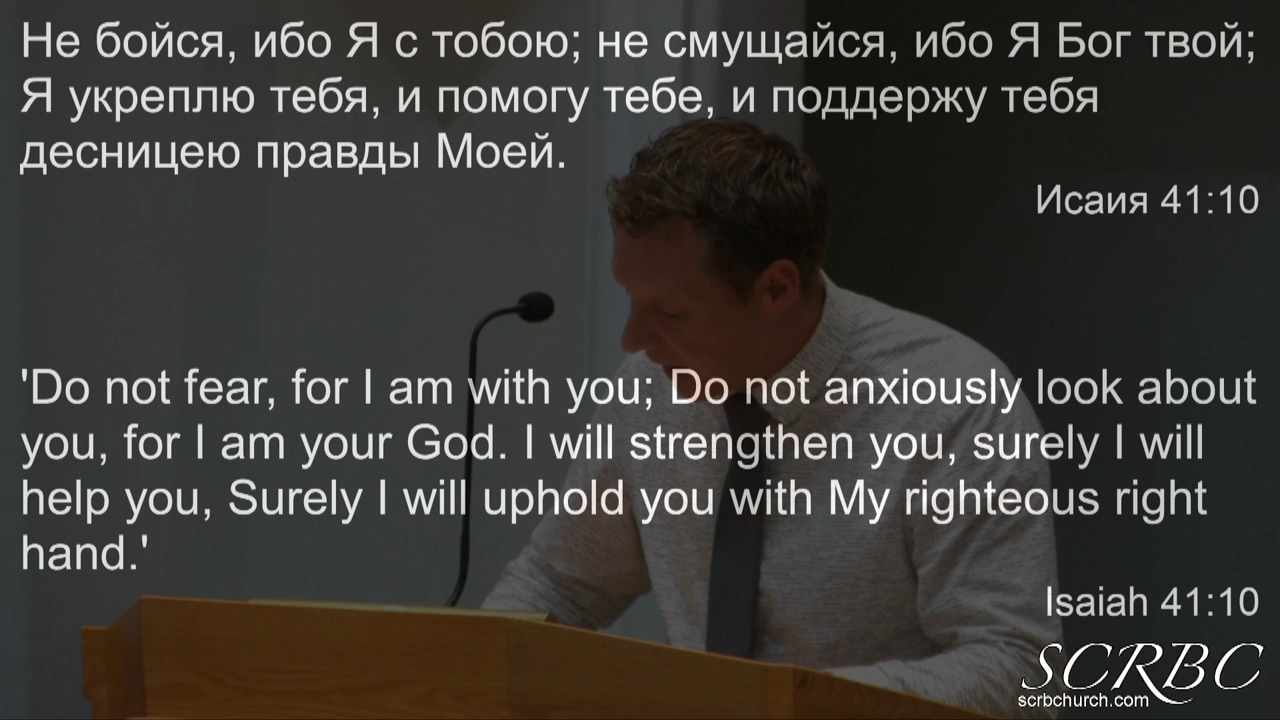 Не бойся, ибо Я с тобою; не смущайся, ибо Я Бог твой;
Я укреплю тебя, и помогу тебе, и поддержу тебя
десницею правды Моей.
Исаия 41:10
'Do not fear, for I am with you; Do not anxiously look about
you, for I am your God. I will strengthen you, surely I will
help you, Surely I will uphold you with My righteous right
hand.'
Isaiah 41:10
SCRBC
scrbchurch.com